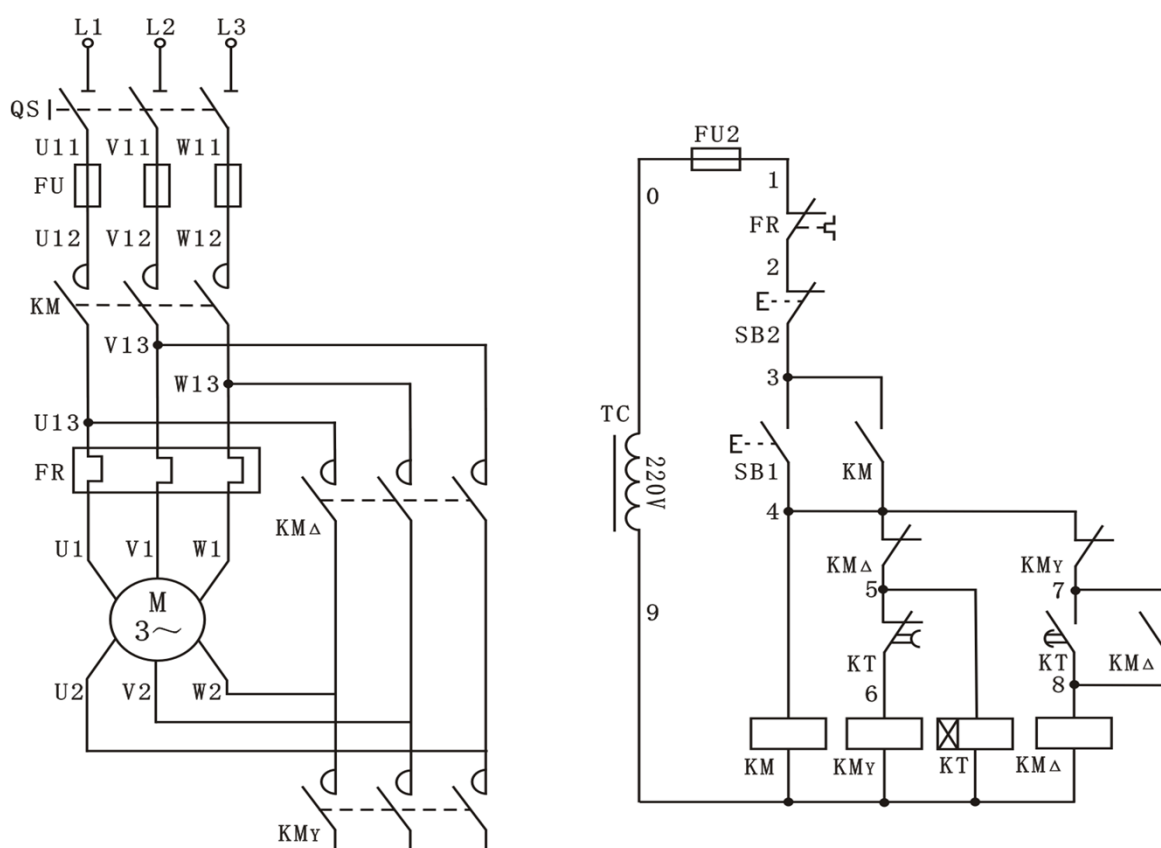 L1 L2 L3
QS
U11 V11 W11
FU
U12 V12 W12
KM
V13
W13
U13
FR
KM△
U1 V1 W1
M
3～
U2 V2 W2
KMY
FU2
0
1
FR
2
SB2
3
TC
220V
SB1
KM
4
KM△
KMY
5
7
9
KT
KT
KM△
6
8
KM
KMY
KT
KM△